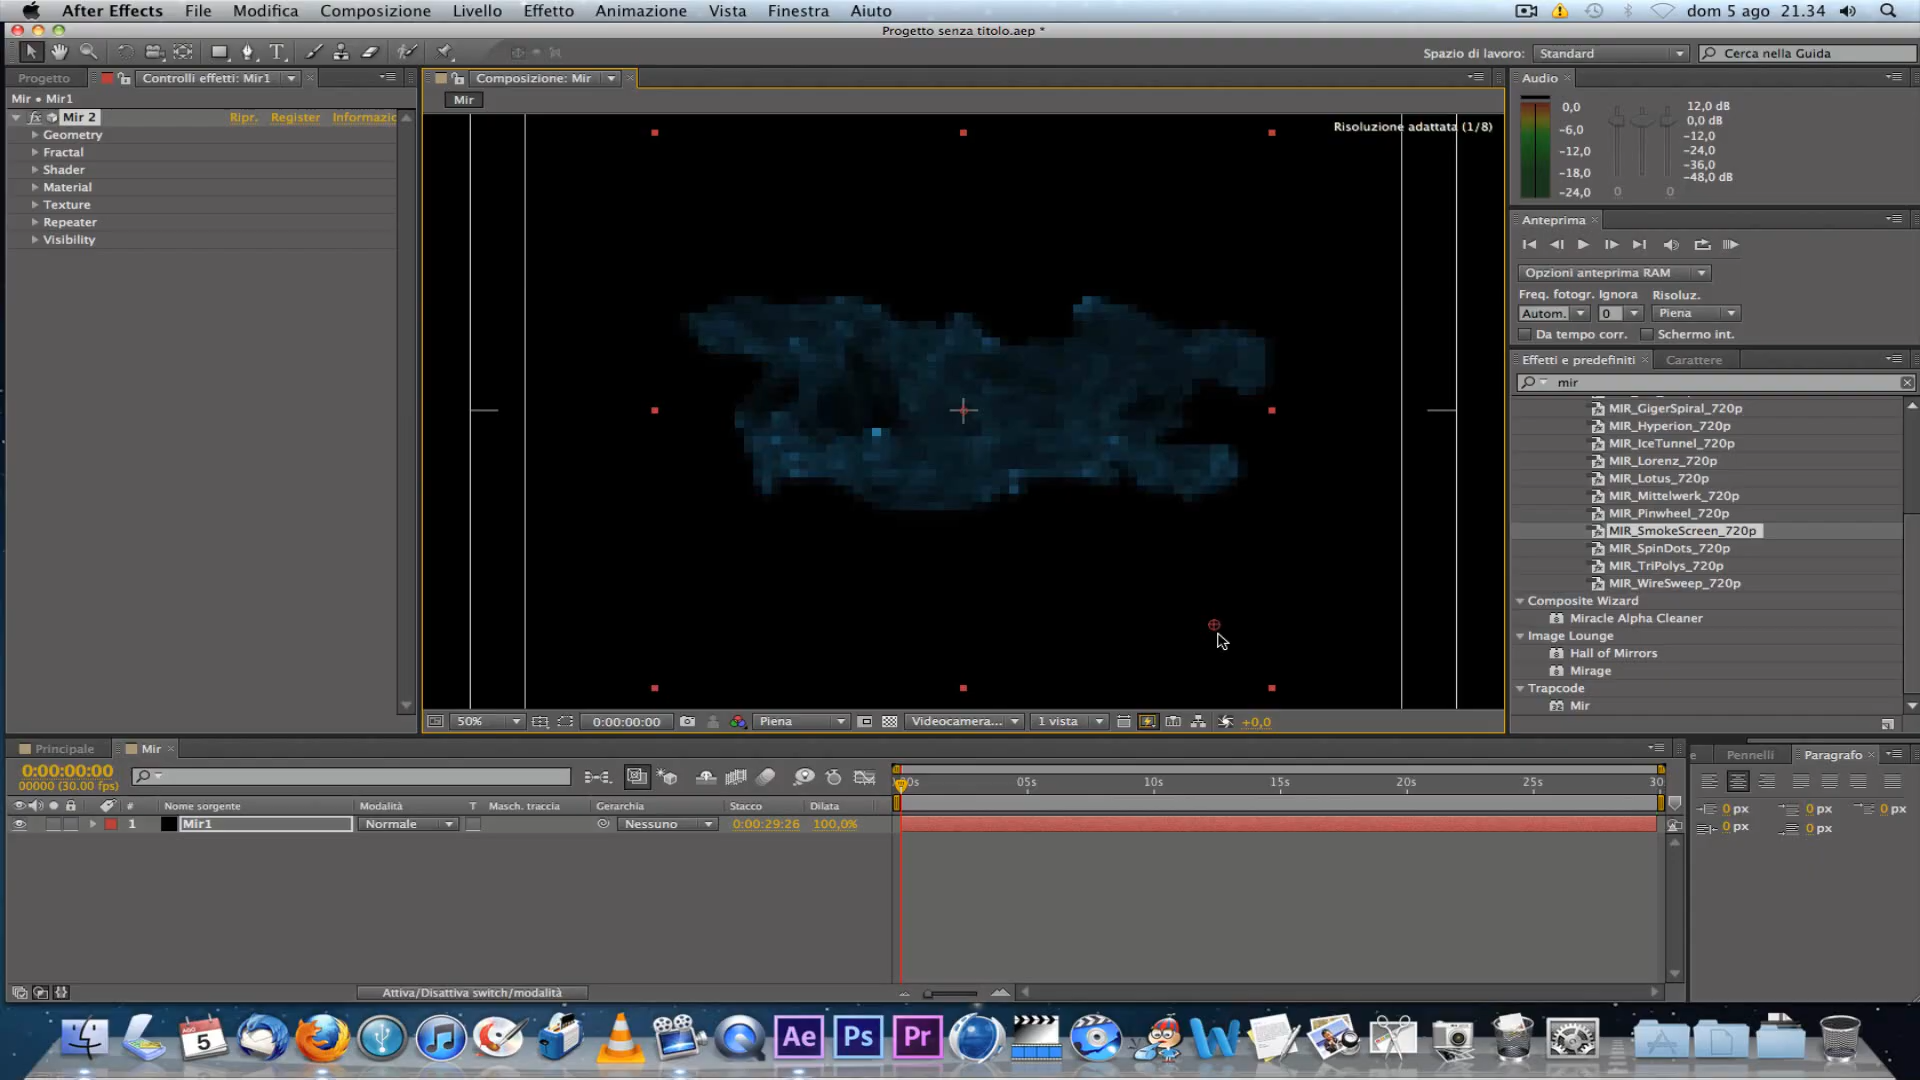 After Effects File Modifica Composizione Livello Effetto Animazione Vista Finestra Aiuto dom 5 ago 21.34
Progetto senza titolo.aep *
Spazio di lavoro: Standard Cerca nella Guida
Progetto Controlli effetti: Mir1
Mir • Mir1
fx Mir 2 Ripr. Register Informazic
Geometry
Fractal
Shader
Material
Texture
Repeater
Visibility
Composizione: Mir
Mir
Risoluzione adattata (1/8)
50% 0:00:00:00 Piena Videocamera... 1 vista +0,0
Audio
0,0 12,0 dB
-6,0 0,0 dB
-12,0 -12,0
-18,0 -24,0
-24,0 -36,0
-48,0 dB
0 0
Anteprima
Opzioni anteprima RAM
Freq. fotogr. Ignora Risoluz.
Autom. 0 Piena
Da tempo corr. Schermo int.
Effetti e predefiniti Carattere
mir
MIR_GigerSpiral_720p
MIR_Hyperion_720p
MIR_IceTunnel_720p
MIR_Lorenz_720p
MIR_Lotus_720p
MIR_Mittelwerk_720p
MIR_Pinwheel_720p
MIR_SmokeScreen_720p
MIR_SpinDots_720p
MIR_TriPolys_720p
MIR_WireSweep_720p
Composite Wizard
Miracle Alpha Cleaner
Image Lounge
Hall of Mirrors
Mirage
Trapcode
Mir
Principale Mir
0:00:00:00
00000 (30.00 fps)
# Nome sorgente Modalità T Masch. traccia Gerarchia Stacco Dilata
1 Mir1 Normale Nessuno 0:00:29:26 100,0%
05s 10s 15s 20s 25s 30
Attiva/Disattiva switch/modalità
Pennelli Paragrafo
0 px 0 px 0 px
0 px 0 px
AGO
5
Ae Ps Pr